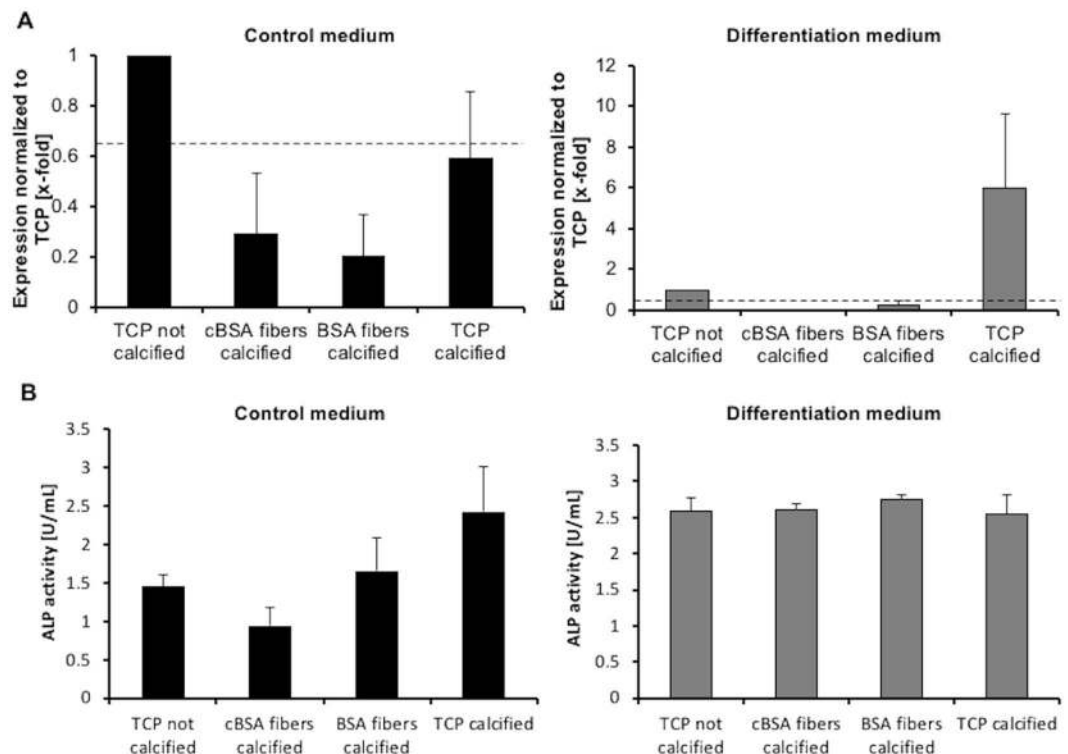 A
Control medium
Expression normalized to
TCP [x-fold]
1
0.8
0.6
0.4
0.2
0
TCP not
calcified
cBSA fibers
calcified
BSA fibers
calcified
TCP
calcified
Differentiation medium
Expression normalized to
TCP [x-fold]
12
10
8
6
4
2
0
TCP not
calcified
cBSA fibers
calcified
BSA fibers
calcified
TCP
calcified
B
Control medium
ALP activity [U/mL]
3.5
3
2.5
2
1.5
1
0.5
0
TCP not
calcified
cBSA fibers
calcified
BSA fibers
calcified
TCP calcified
Differentiation medium
ALP activity [U/mL]
3.5
3
2.5
2
1.5
1
0.5
0
TCP not
calcified
cBSA fibers
calcified
BSA fibers
calcified
TCP calcified